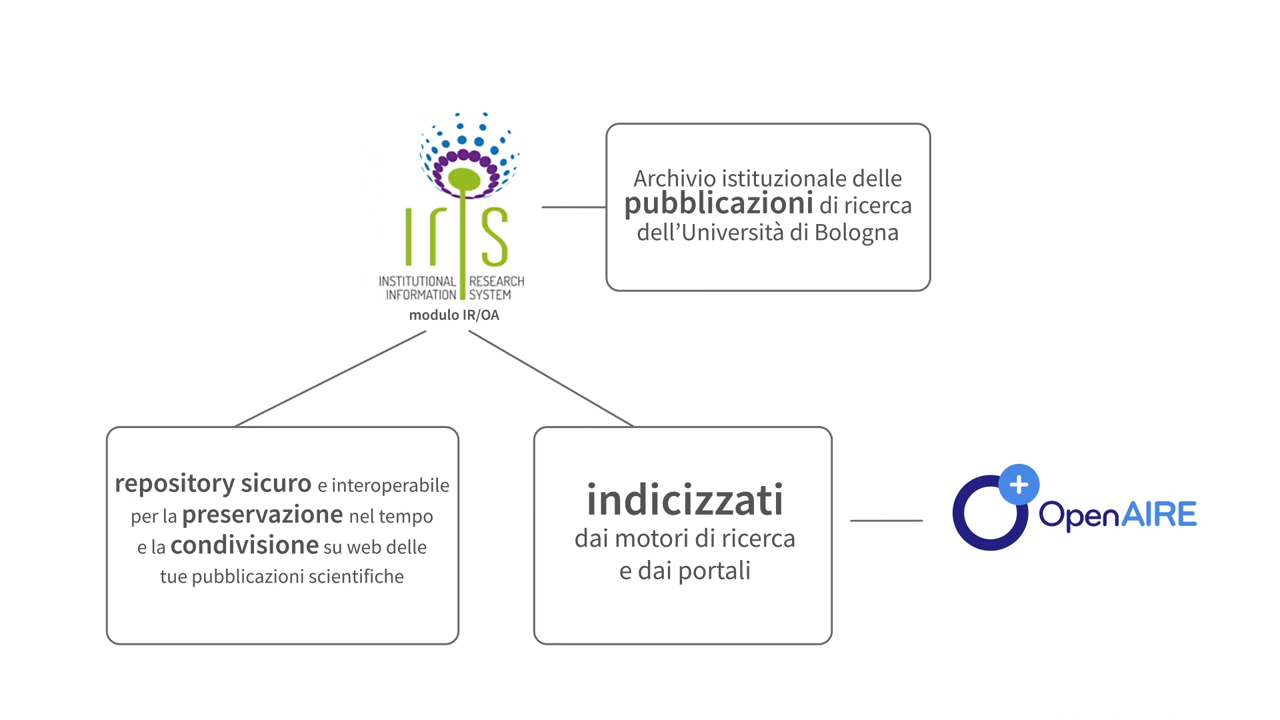 Archivio istituzionale delle
pubblicazioni di ricerca
dell'Università di Bologna
IrIS
INSTITUTIONAL RESEARCH
INFORMATION SYSTEM
modulo IR/OA
repository sicuro e interoperabile
per la preservazione nel tempo
e la condivisione su web delle
tue pubblicazioni scientifiche
indicizzati
dai motori di ricerca
e dai portali
OpenAIRE